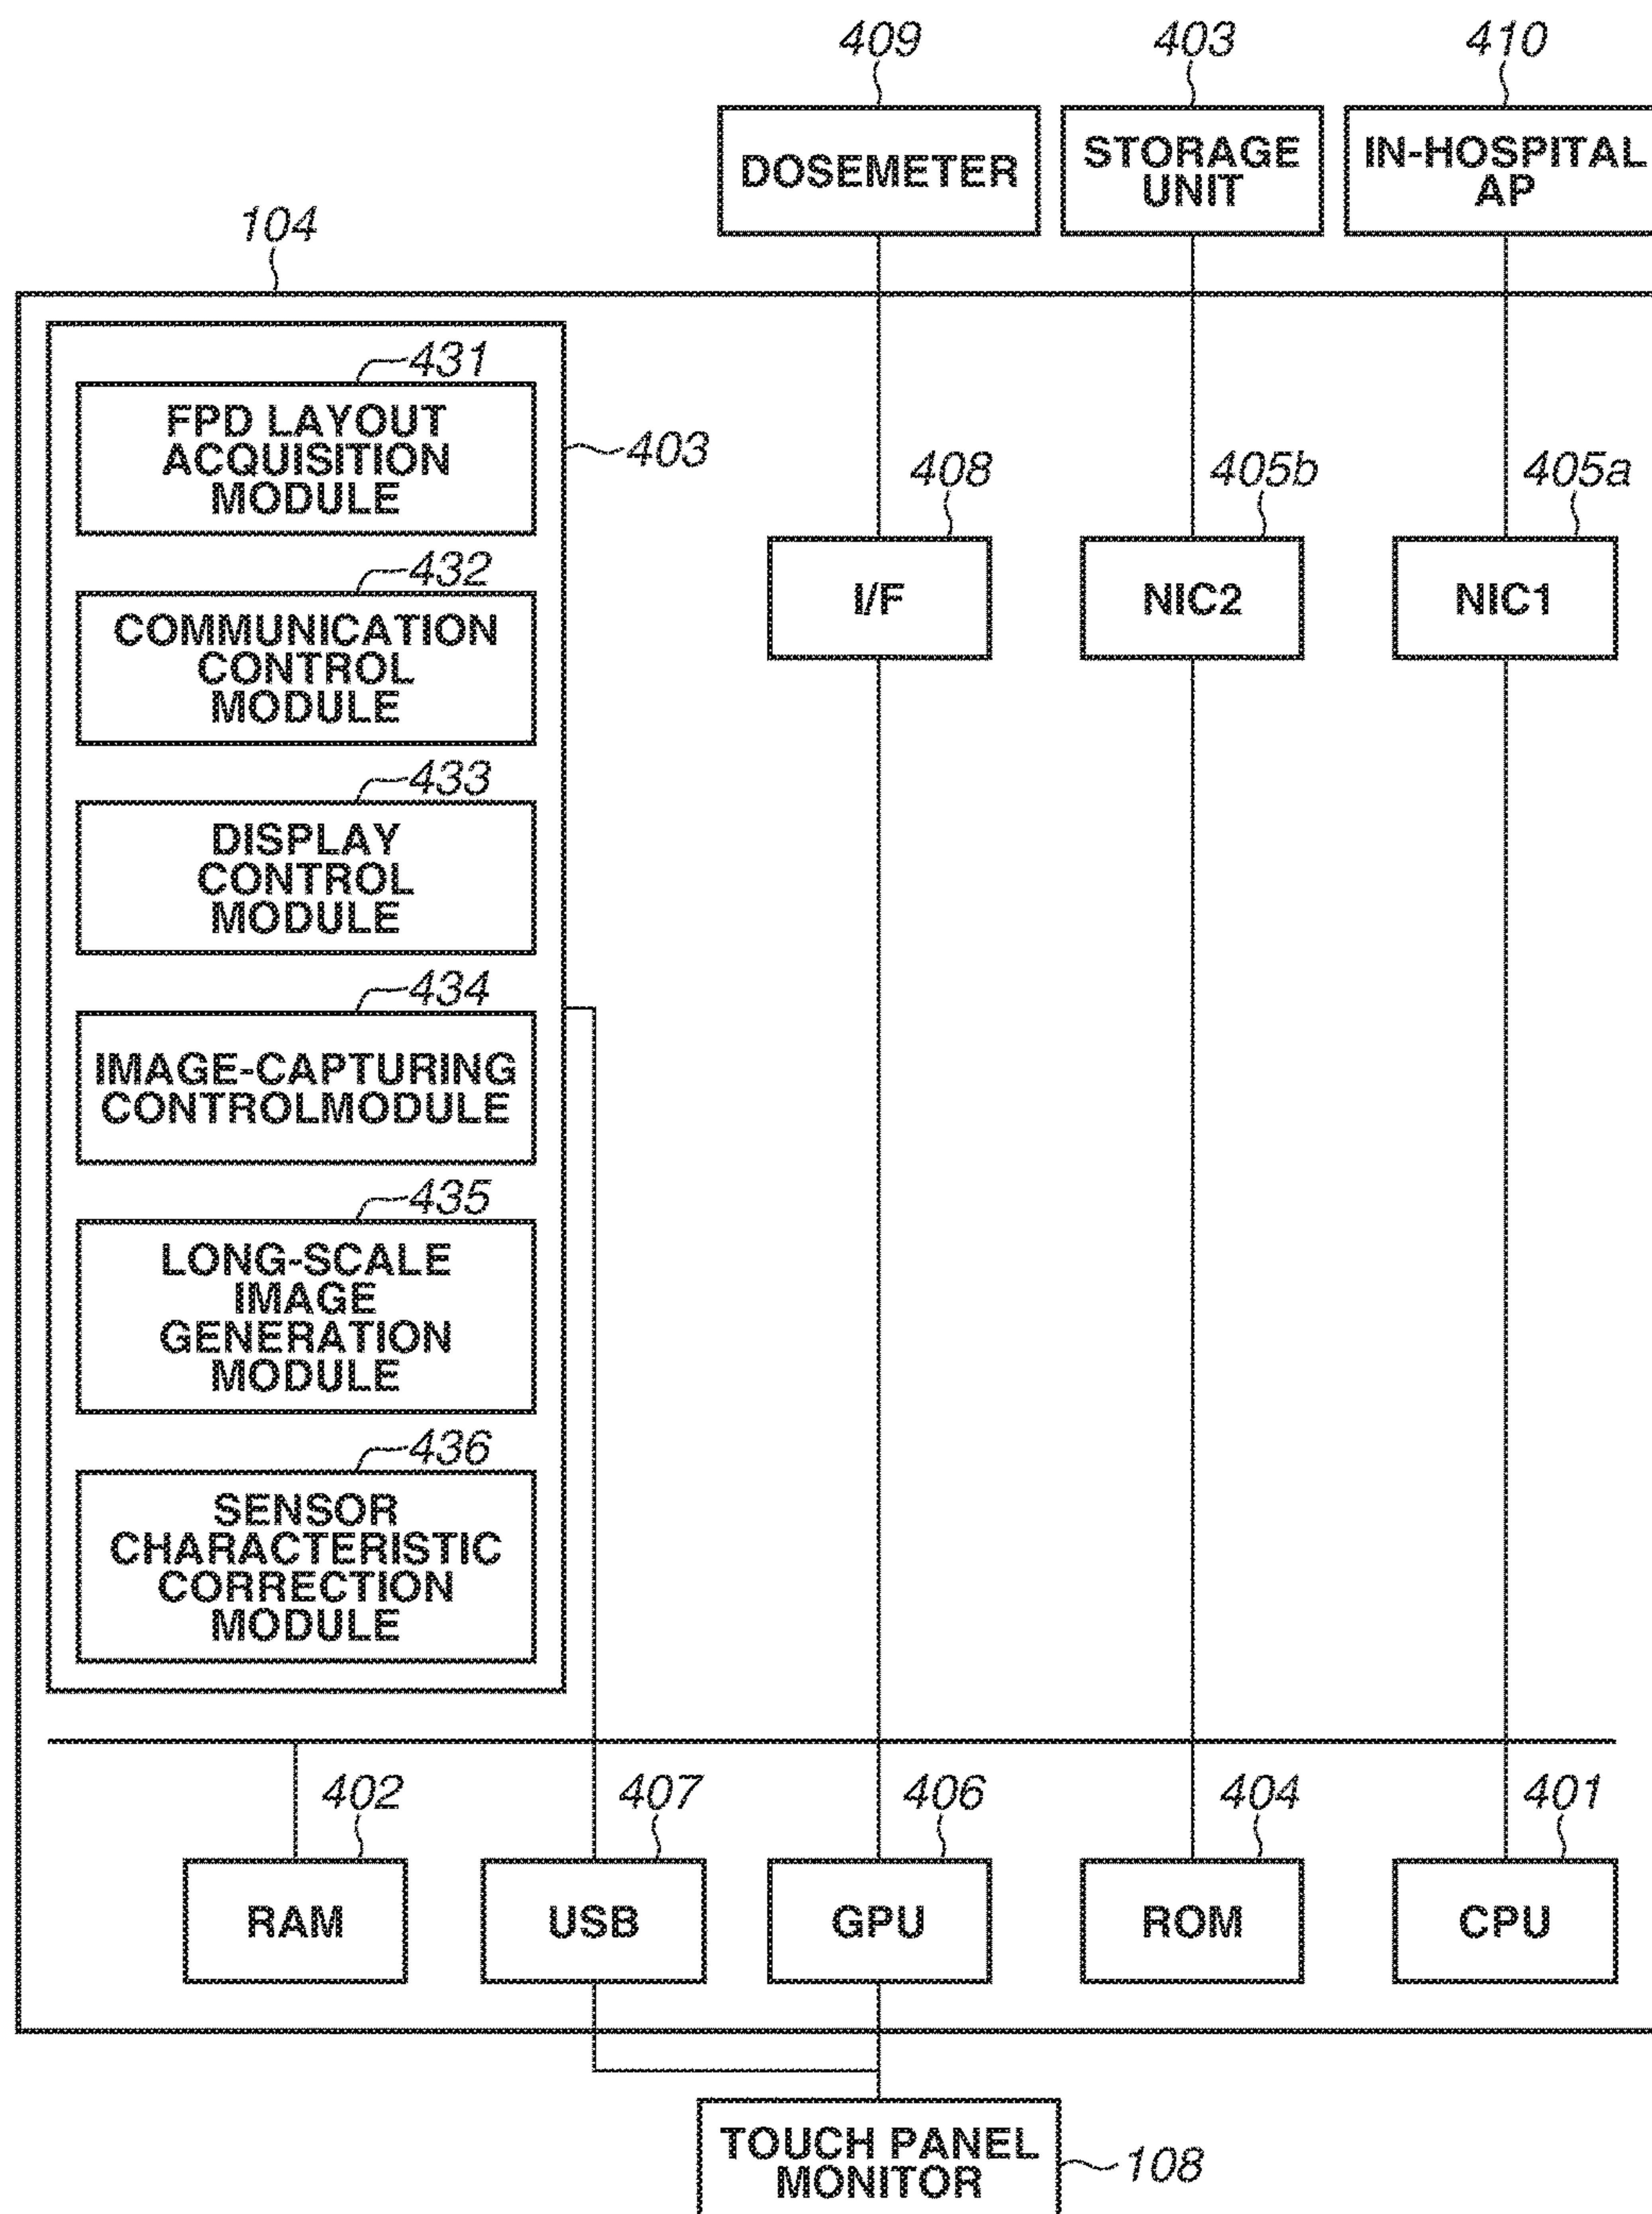 409
403
410
DOSEMETER
STORAGE
UNIT
IN-HOSPITAL
AP
104
431
FPD LAYOUT
ACQUISITION
MODULE
403
408
405b
405a
I/F
NIC2
NIC1
432
COMMUNICATION
CONTROL
MODULE
433
DISPLAY
CONTROL
MODULE
434
IMAGE-CAPTURING
CONTROLMODULE
435
LONG-SCALE
IMAGE
GENERATION
MODULE
436
SENSOR
CHARACTERISTIC
CORRECTION
MODULE
402
407
406
404
401
RAM
USB
GPU
ROM
CPU
TOUCH PANEL
MONITOR
108